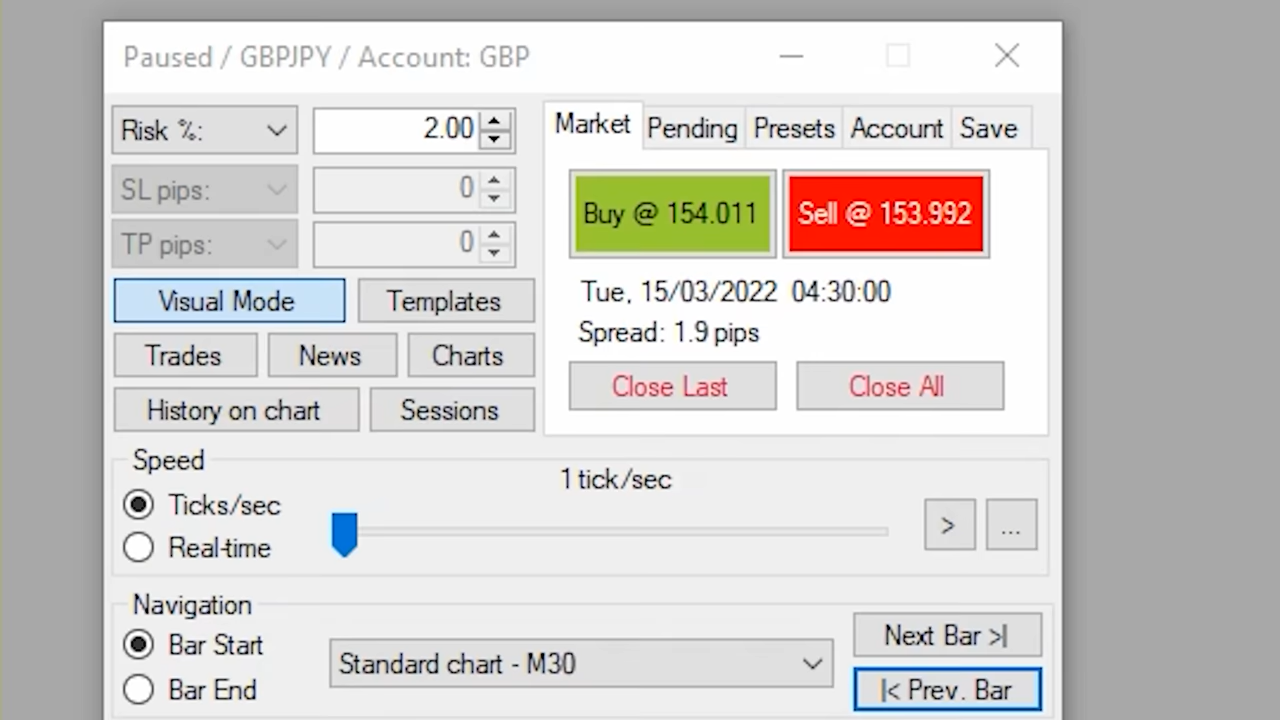 Paused / GBPJPY / Account: GBP
Risk %:
2.00
SL pips:
0
TP pips:
0
Visual Mode
Templates
Trades
News
Charts
History on chart
Sessions
Market
Pending
Presets
Account
Save
Buy @ 154.011
Sell @ 153.992
Tue, 15/03/2022 04:30:00
Spread: 1.9 pips
Close Last
Close All
Speed
1 tick/sec
Ticks/sec
Real-time
>
...
Navigation
Bar Start
Bar End
Standard chart - M30
Next Bar >|
|< Prev. Bar